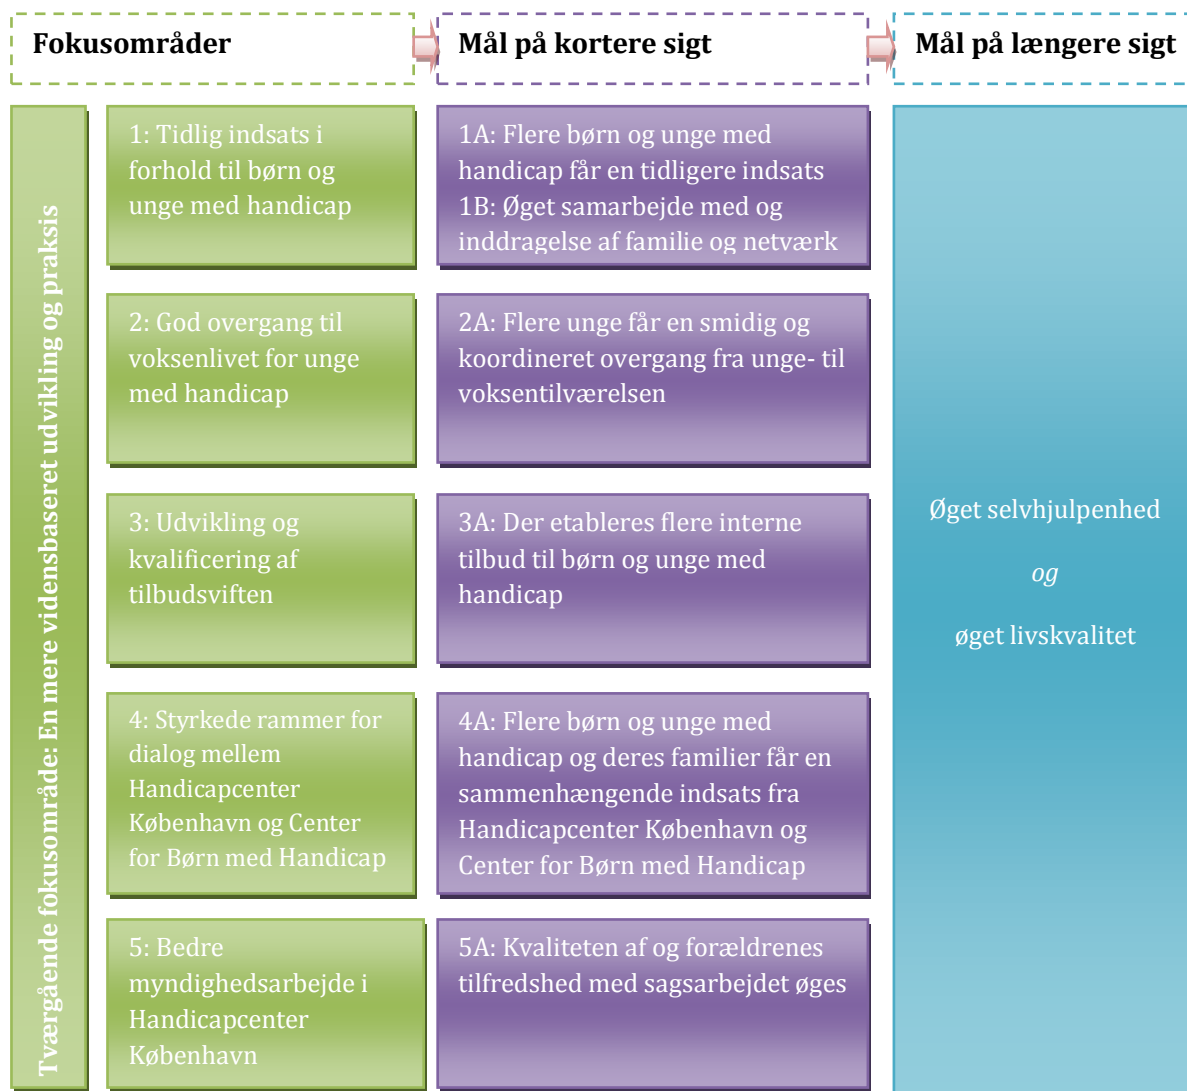 Fokusområder
Mål på kortere sigt
Mål på længere sigt
Tværgående fokusområde: En mere vidensbaseret udvikling og praksis
1: Tidlig indsats i
forhold til børn og
unge med handicap
1A: Flere børn og unge med
handicap får en tidligere indsats
1B: Øget samarbejde med og
inddragelse af familie og netværk
2: God overgang til
voksenlivet for unge
med handicap
2A: Flere unge får en smidig og
koordineret overgang fra unge- til
voksentilværelsen
3: Udvikling og
kvalificering af
tilbudsviften
3A: Der etableres flere interne
tilbud til børn og unge med
handicap
4: Styrkede rammer for
dialog mellem
Handicapcenter
København og Center
for Børn med Handicap
4A: Flere børn og unge med
handicap og deres familier får en
sammenhængende indsats fra
Handicapcenter København og
Center for Børn med Handicap
5: Bedre
myndighedsarbejde i
Handicapcenter
København
5A: Kvaliteten af og forældrenes
tilfredshed med sagsarbejdet øges
Øget selvhjulpenhed
og
øget livskvalitet